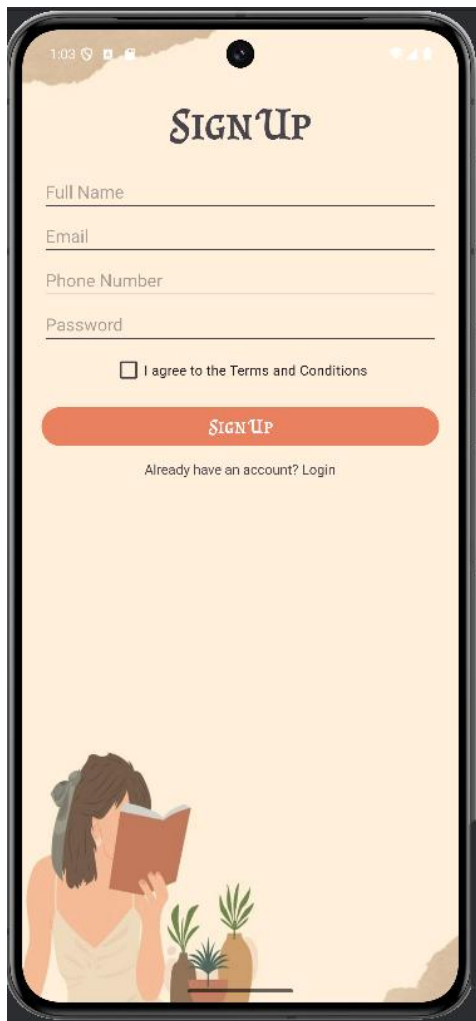 1:03
Sign Up
Full Name
Email
Phone Number
Password
I agree to the Terms and Conditions
Sign Up
Already have an account? Login